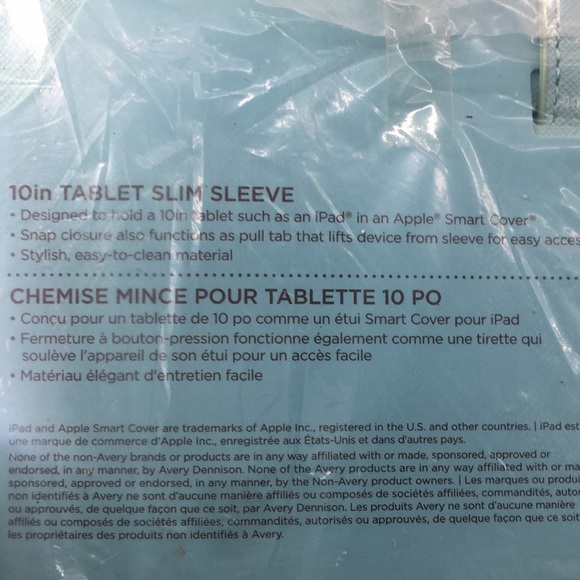 10in TABLET SLIM SLEEVE
• Designed to hold a 10in tablet such as an iPad® in an Apple® Smart Cover®
• Snap closure also functions as pull tab that lifts device from sleeve for easy acces
• Stylish, easy-to-clean material
CHEMISE MINCE POUR TABLETTE 10 PO
• Conçu pour un tablette de 10 po comme un étui Smart Cover pour iPad
• Fermeture à bouton-pression fonctionne également comme une tirette qui
soulève l'appareil de son étui pour un accès facile
• Matériau élégant d'entretien facile
iPad and Apple Smart Cover are trademarks of Apple Inc., registered in the U.S. and other countries. | iPad est
une marque de commerce d'Apple Inc., enregistrée aux États-Unis et dans d'autres pays.
None of the non-Avery brands or products are in any way affiliated with or made, sponsored, approved or
endorsed, in any manner, by Avery Dennison. None of the Avery products are in any way affiliated with or ma
sponsored, approved or endorsed, in any manner, by the Non-Avery product owners. | Les marques ou produi
non identifiés à Avery ne sont d'aucune manière affiliés ou composés de sociétés affiliées, commandités, auto
ou approuvés, de quelque façon que ce soit, par Avery Dennison. Les produits Avery ne sont d'aucune manière
affiliés ou composés de sociétés affiliées, commandités, autorisés ou approuvés, de quelque façon que ce soit
les propriétaires des produits non identifiés à Avery.